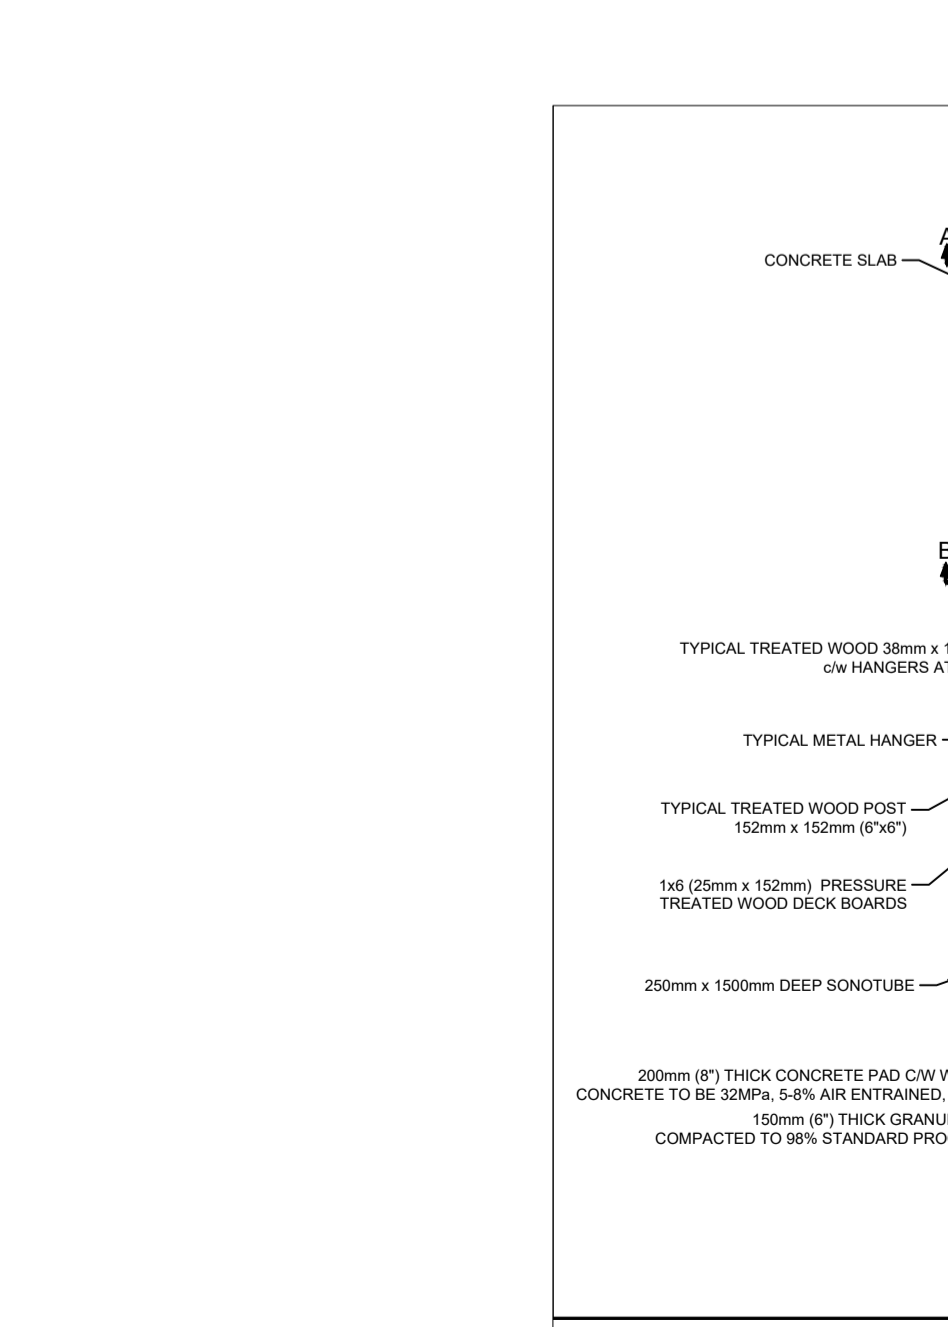 A
CONCRETE SLAB
TYPICAL TREATED WOOD 38mm x 1
c/w HANGERS AT
TYPICAL METAL HANGER
TYPICAL TREATED WOOD POST
152mm x 152mm (6"x6")
1x6 (25mm x 152mm) PRESSURE
TREATED WOOD DECK BOARDS
250mm x 1500mm DEEP SONOTUBE
200mm (8") THICK CONCRETE PAD C/W
CONCRETE TO BE 32MPa, 5-8% AIR ENTRAINED,
150mm (6") THICK
COMPACTED TO 98% STANDARD